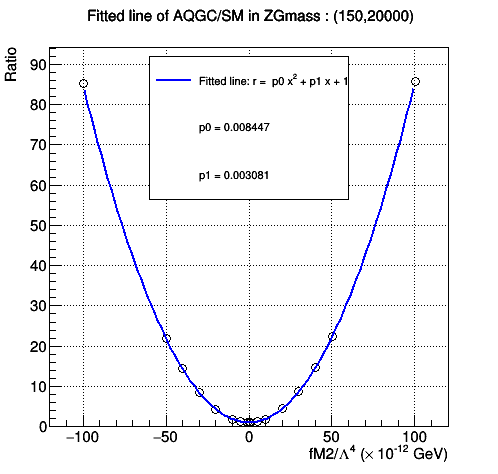 Fitted line of AQGC/SM in ZGmass : (150,20000)
Ratio
90
80
70
60
50
40
30
20
10
0
Fitted line: r = p0 x² + p1 x + 1
p0 = 0.008447
p1 = 0.003081
−100 −50 0 50 100
fM2/Λ⁴ (× 10⁻¹² GeV)